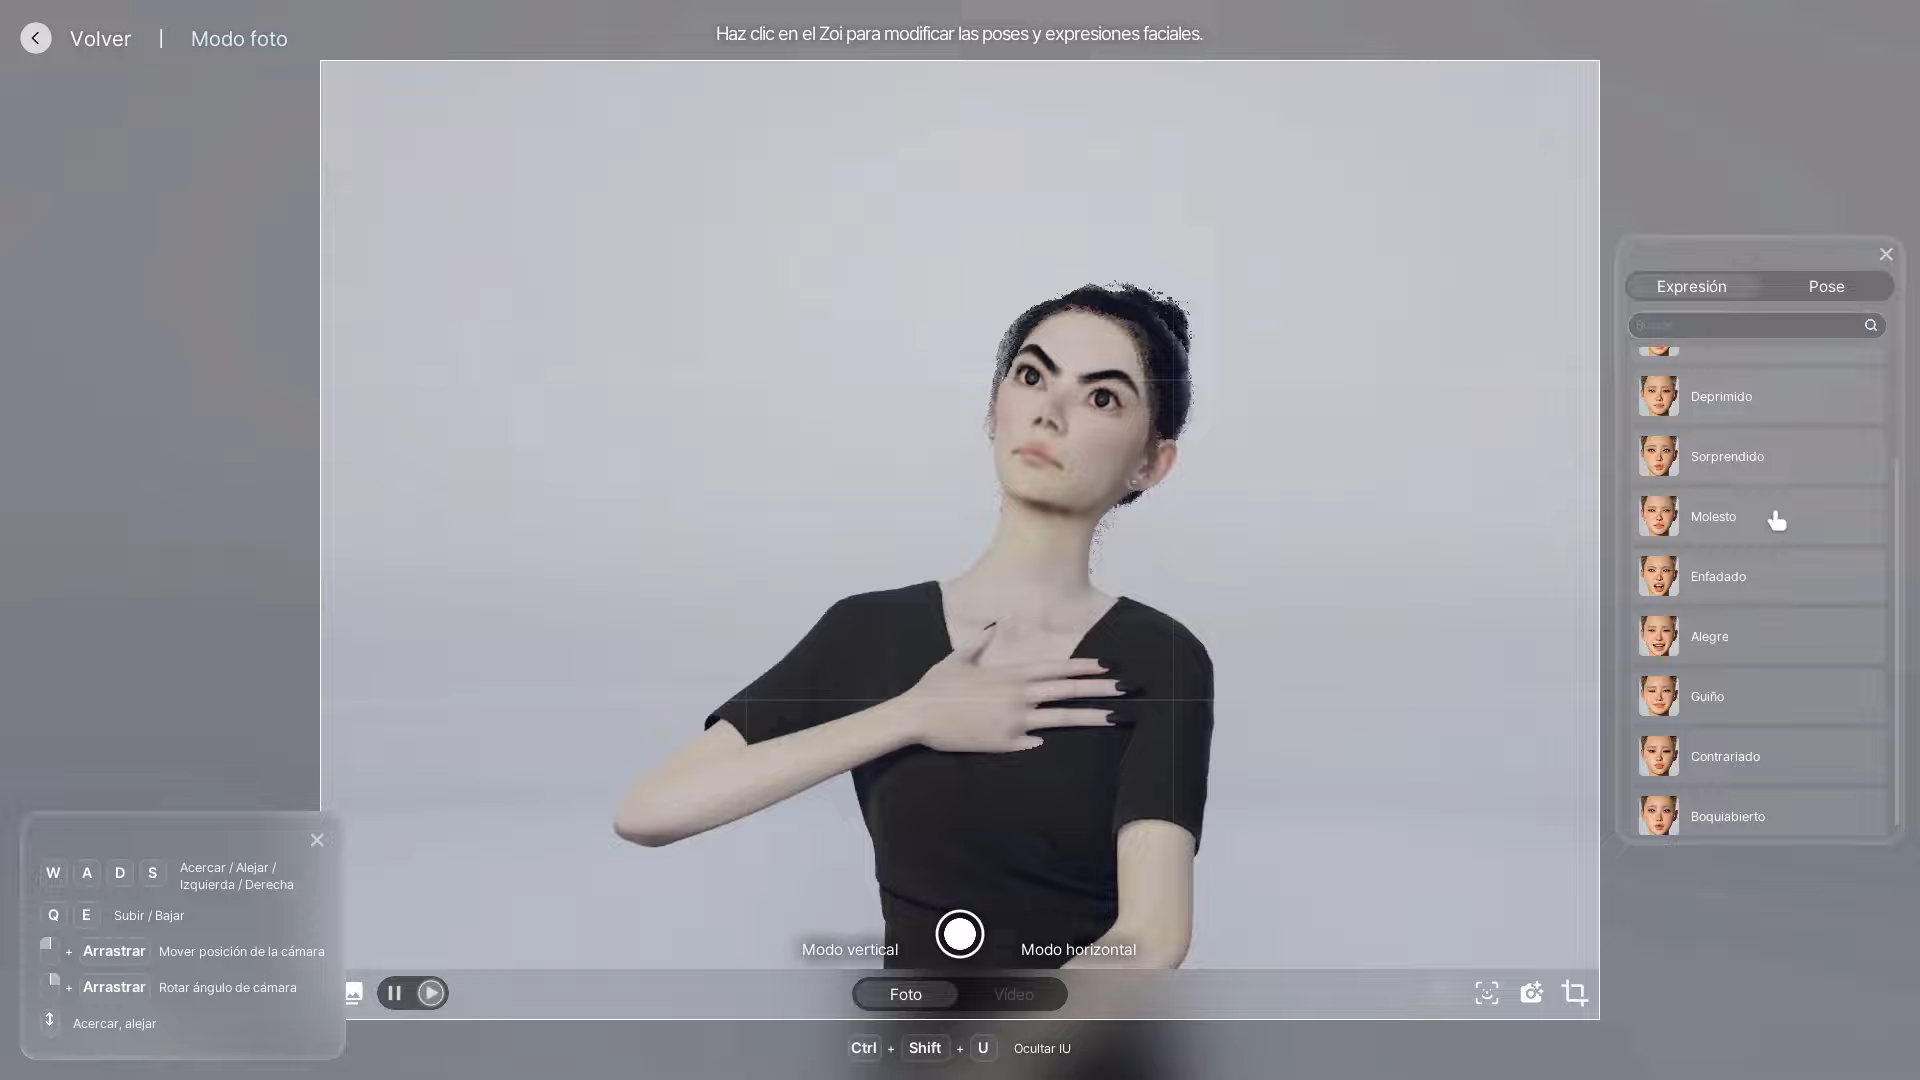 Volver | Modo foto
Haz clic en el Zoi para modificar las poses y expresiones faciales.
Expresión Pose
Buscar
Deprimido
Sorprendido
Molesto
Enfadado
Alegre
Guiño
Contrariado
Boquiabierto
W A D S Acercar / Alejar /
Izquierda / Derecha
Q E Subir / Bajar
+ Arrastrar Mover posición de la cámara
+ Arrastrar Rotar ángulo de cámara
Acercar, alejar
Modo vertical Modo horizontal
Foto Vídeo
Ctrl + Shift + U Ocultar IU